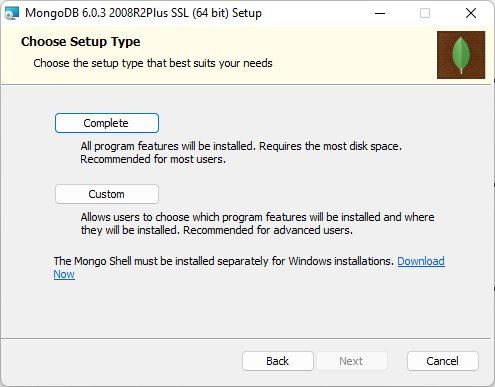 MongoDB 6.0.3 2008R2Plus SSL (64 bit) Setup
Choose Setup Type
Choose the setup type that best suits your needs
Complete
All program features will be installed. Requires the most disk space.
Recommended for most users.
Custom
Allows users to choose which program features will be installed and where
they will be installed. Recommended for advanced users.
The Mongo Shell must be installed separately for Windows installations. Download
Now
Back Next Cancel